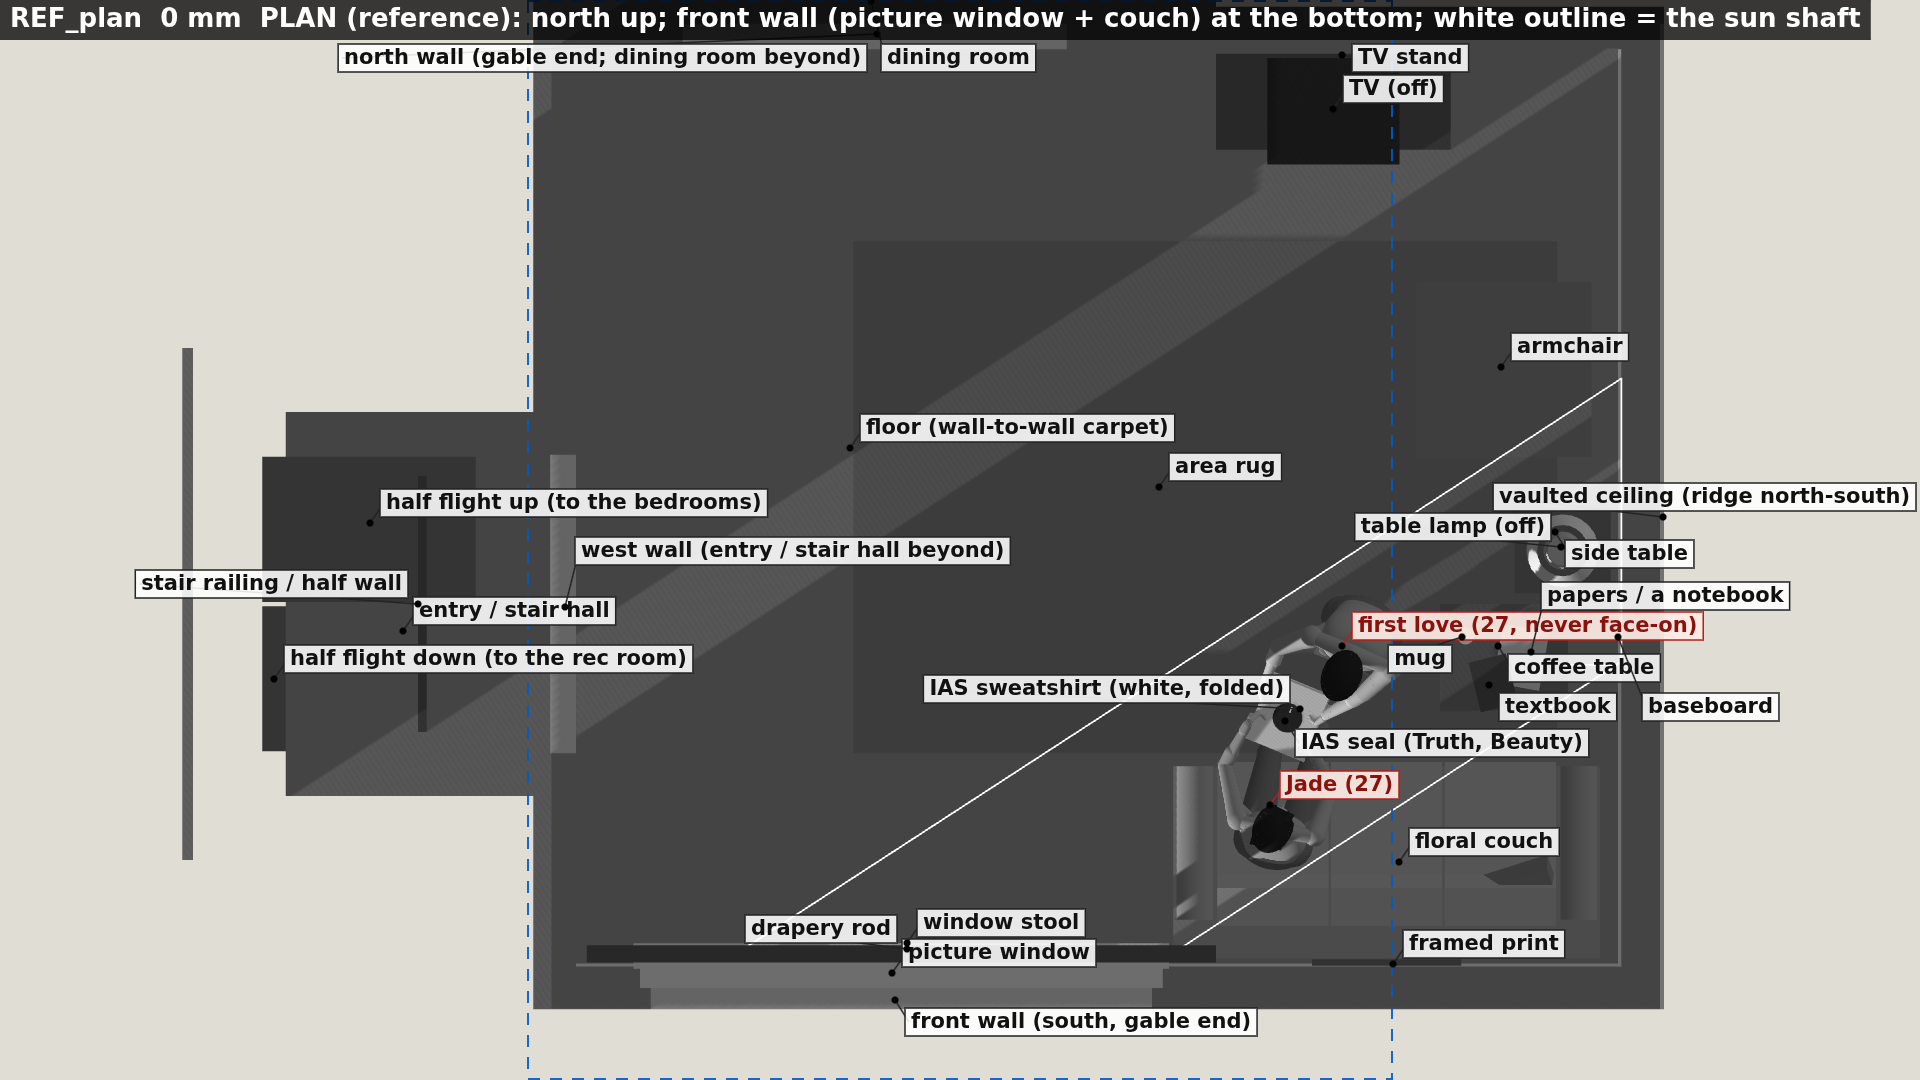 REF_plan  0 mm  PLAN (reference): north up; front wall (picture window + couch) at the bottom; white outline = the sun shaft
north wall (gable end; dining room beyond)
dining room
TV stand
TV (off)
armchair
floor (wall-to-wall carpet)
area rug
half flight up (to the bedrooms)
vaulted ceiling (ridge north-south)
table lamp (off)
west wall (entry / stair hall beyond)
side table
stair railing / half wall
papers / a notebook
entry / stair hall
first love (27, never face-on)
half flight down (to the rec room)
mug
coffee table
IAS sweatshirt (white, folded)
textbook
baseboard
IAS seal (Truth, Beauty)
Jade (27)
floral couch
drapery rod
window stool
picture window
framed print
front wall (south, gable end)